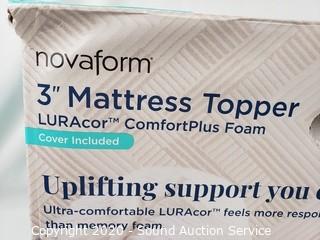 novaform®
3" Mattress Topper
LURAcor™ ComfortPlus Foam
Cover Included
Uplifting support you
Ultra-comfortable LURAcor™ feels more
than memory foam
Copyright 2020 - Sound Auction Service